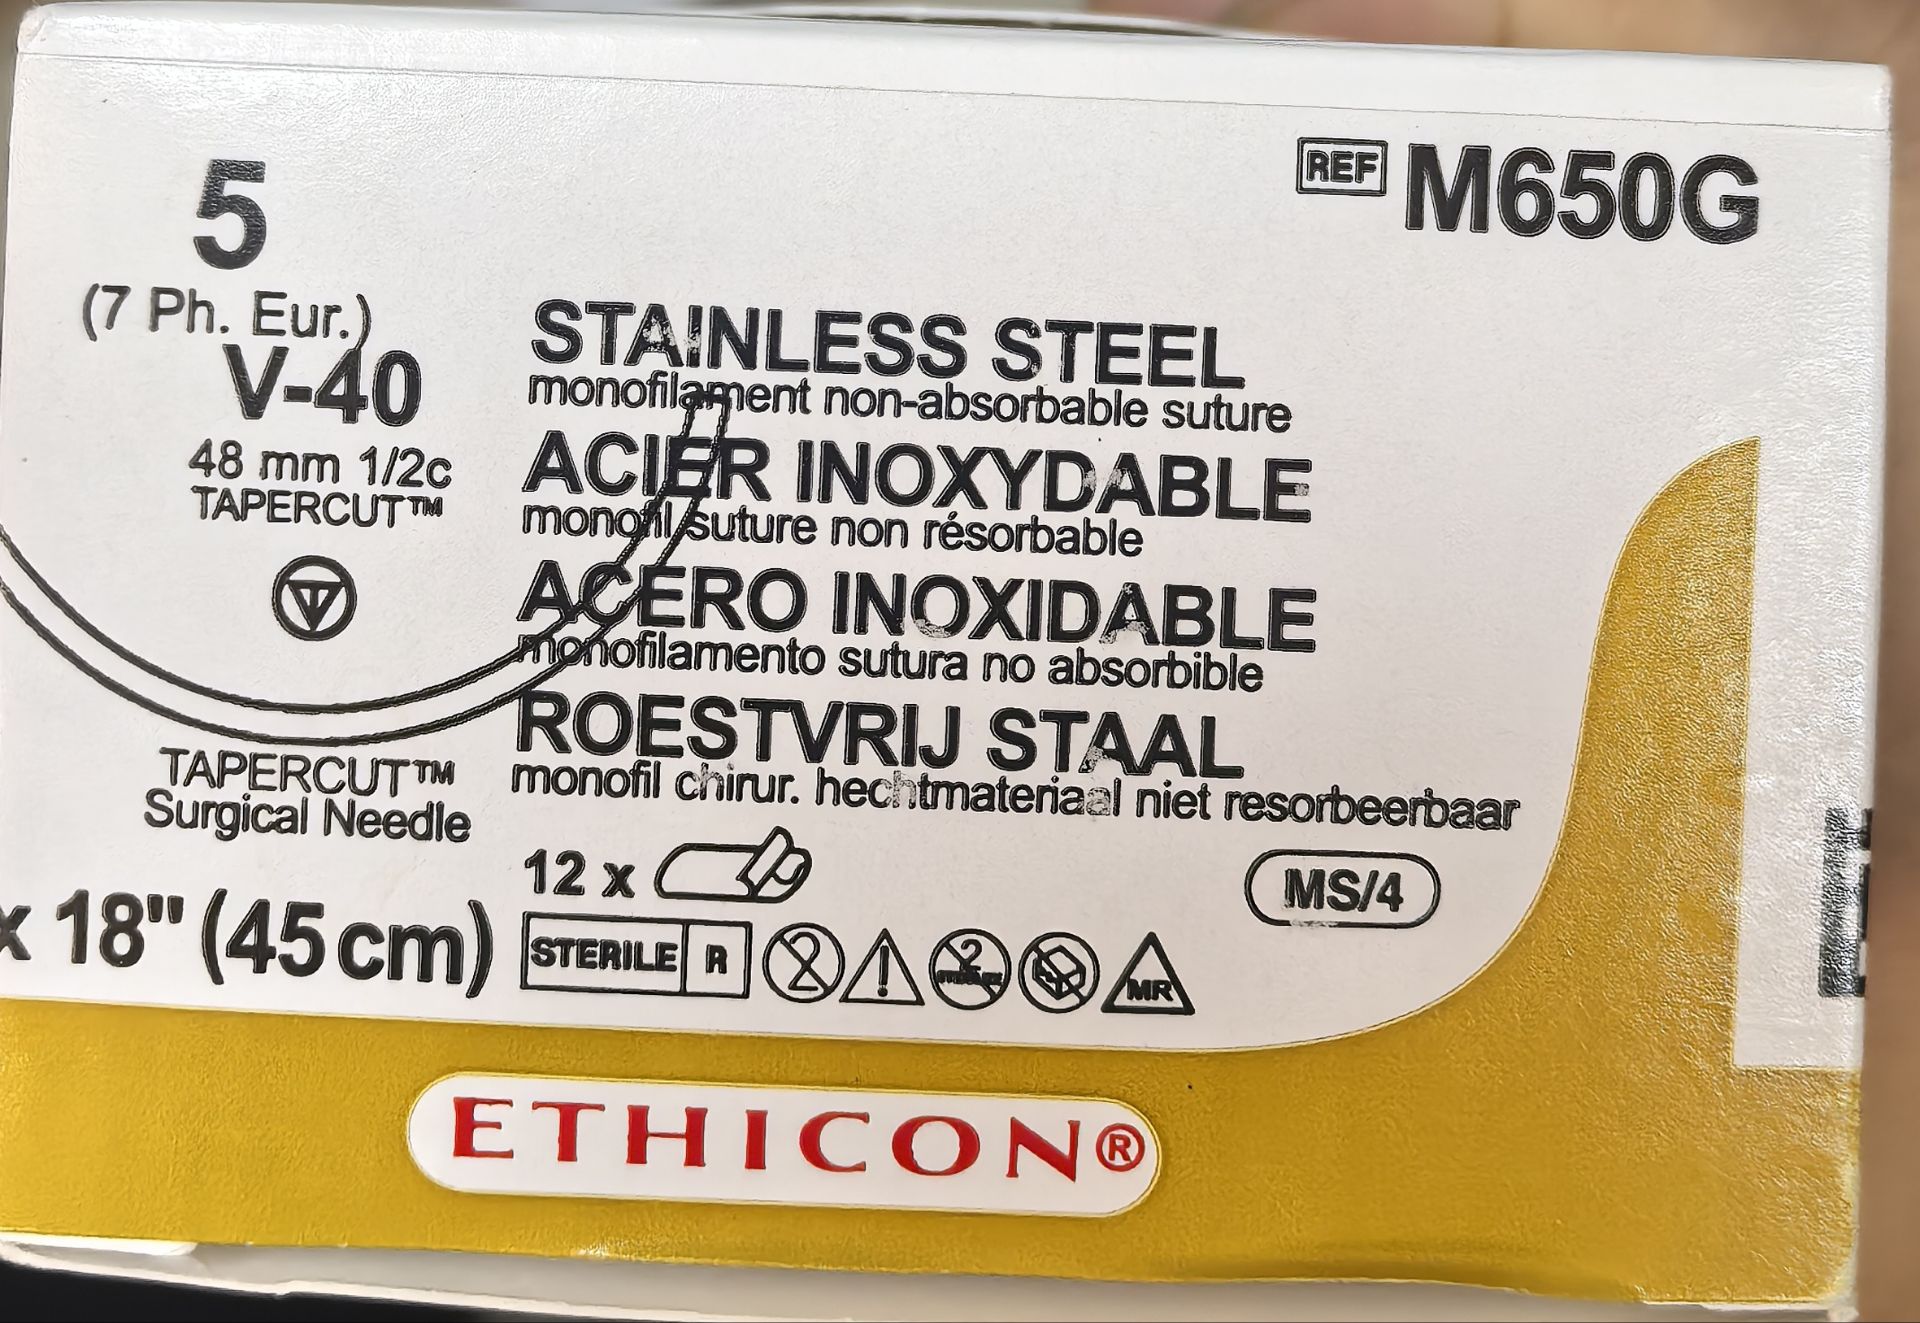 REF M650G
5
(7 Ph. Eur.)
V-40
48 mm 1/2c
TAPERCUT™
TAPERCUT™
Surgical Needle
x 18" (45 cm)
STAINLESS STEEL
monofilament non-absorbable suture
ACIER INOXYDABLE
monofil suture non résorbable
ACERO INOXIDABLE
monofilamento sutura no absorbible
ROESTVRIJ STAAL
monofil chirur. hechtmateriaal niet resorbeerbaar
12 x
MS/4
STERILE R
2
2
MR
ETHICON®